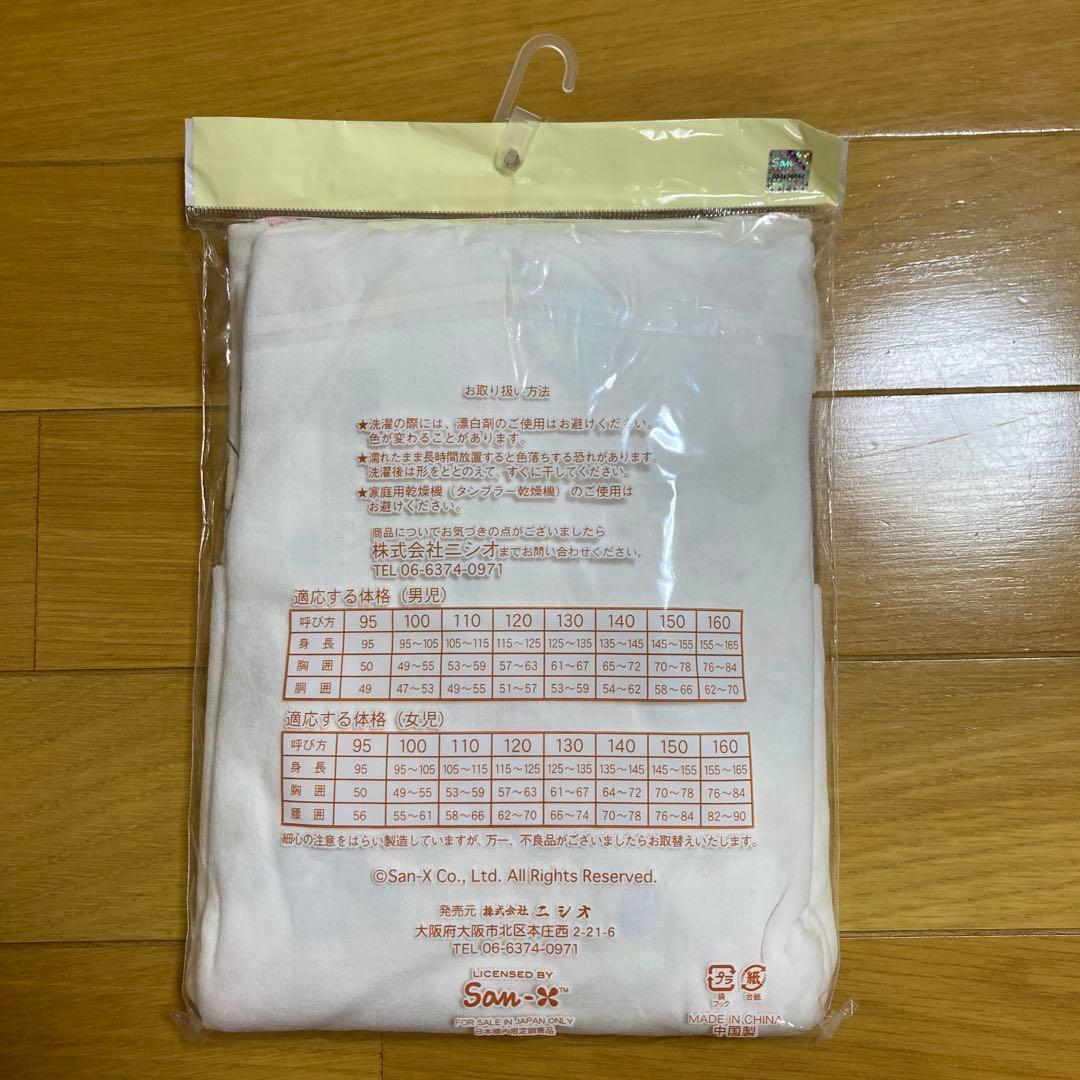 San
お取り扱い方法
★洗濯の際には、漂白剤のご使用はお避けください。
色が変わることがあります。
★濡れたまま長時間放置すると色落ちする恐れがあります。
洗濯後は形をととのえて、すぐに干してください。
★家庭用乾燥機（タンブラー乾燥機）のご使用は
お避けください。
商品についてお気づきの点がございましたら
株式会社ニシオまでお問い合わせください。
TEL 06-6374-0971
適応する体格（男児）
呼び方 95 100 110 120 130 140 150 160
身長 95 95～105 105～115 115～125 125～135 135～145 145～155 155～165
胸囲 50 49～55 53～59 57～63 61～67 65～72 70～78 76～84
胴囲 49 47～53 49～55 51～57 53～59 54～62 58～66 62～70
適応する体格（女児）
呼び方 95 100 110 120 130 140 150 160
身長 95 95～105 105～115 115～125 125～135 135～145 145～155 155～165
胸囲 50 49～55 53～59 57～63 61～67 64～72 70～78 76～84
腰囲 56 55～61 58～66 62～70 66～74 70～78 76～84 82～90
細心の注意をはらい製造していますが、万一、不良品がございましたらお取替えいたします。
©San-X Co., Ltd. All Rights Reserved.
発売元 株式会社 ニシオ
大阪府大阪市北区本庄西 2-21-6
TEL 06-6374-0971
LICENSED BY
San-X™
FOR SALE IN JAPAN ONLY
日本国内限定販売品
プラ 紙
袋 台紙
フック
MADE IN CHINA
中国製